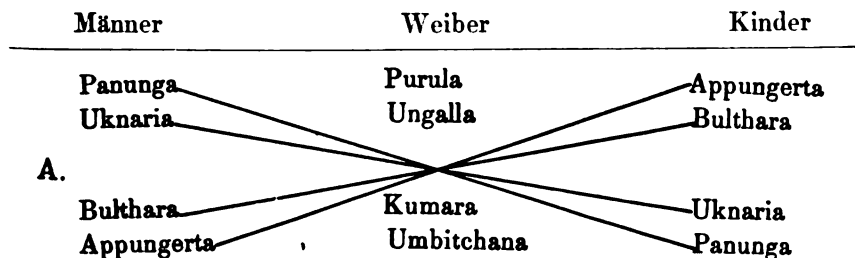 Männer Weiber Kinder
Panunga Purula Appungerta
Uknaria Ungalla Bulthara
A.
Bulthara Kumara Uknaria
Appungerta Umbitchana Panunga